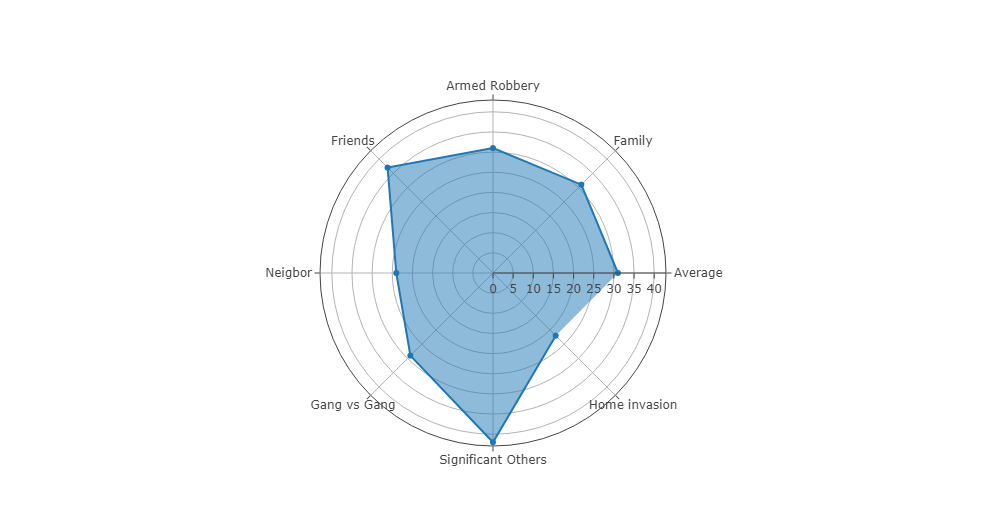 Armed Robbery
Friends
Family
Neigbor
Average
0 5 10 15 20 25 30 35 40
Gang vs Gang
Home invasion
Significant Others